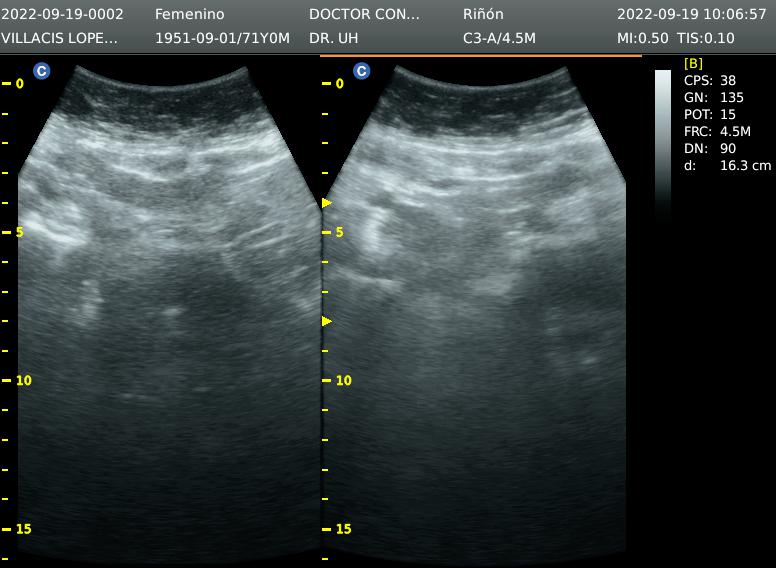 2022-09-19-0002 Femenino DOCTOR CON... Riñón 2022-09-19 10:06:57
VILLACIS LOPE... 1951-09-01/71Y0M DR. UH C3-A/4.5M MI:0.50 TIS:0.10
C C [B]
0 0 CPS: 38
GN: 135
POT: 15
FRC: 4.5M
DN: 90
d: 16.3 cm
5 5
10 10
15 15